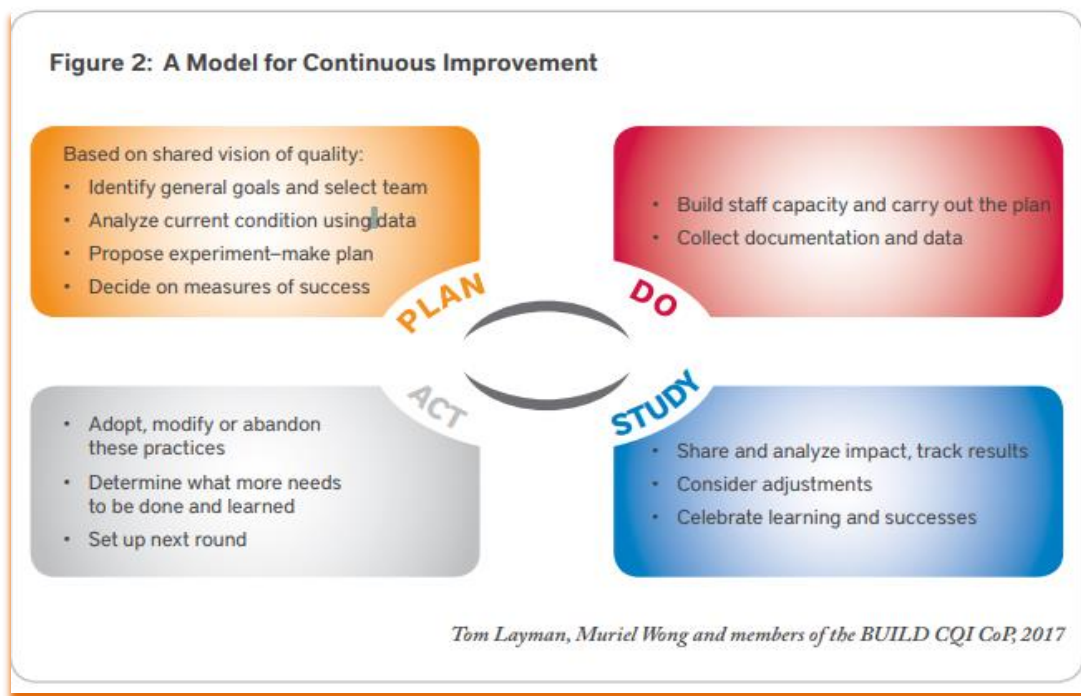 Figure 2: A Model for Continuous Improvement
Based on shared vision of quality:
• Identify general goals and select team
• Analyze current condition using data
• Propose experiment–make plan
• Decide on measures of success
PLAN
• Build staff capacity and carry out the plan
• Collect documentation and data
DO
• Adopt, modify or abandon
these practices
• Determine what more needs
to be done and learned
• Set up next round
ACT
• Share and analyze impact, track results
• Consider adjustments
• Celebrate learning and successes
STUDY
Tom Layman, Muriel Wong and members of the BUILD CQI CoP, 2017